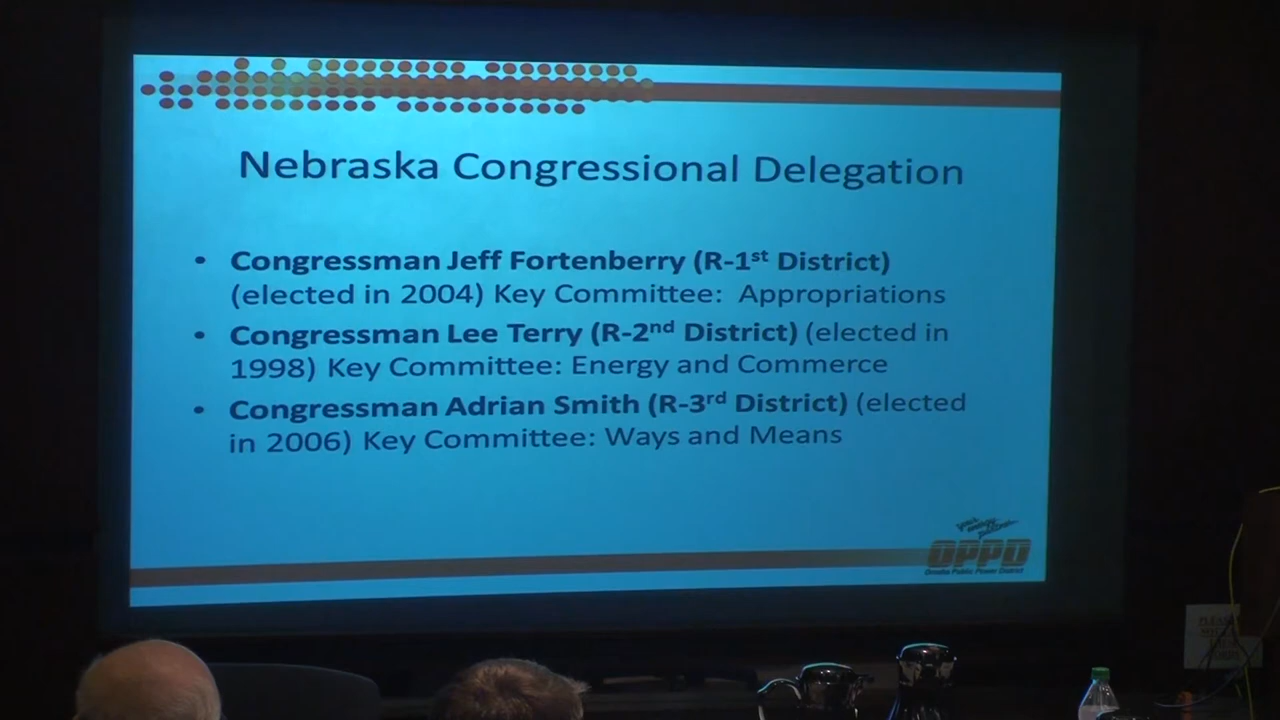 Nebraska Congressional Delegation
• Congressman Jeff Fortenberry (R-1st District)
(elected in 2004) Key Committee: Appropriations
• Congressman Lee Terry (R-2nd District) (elected in
1998) Key Committee: Energy and Commerce
• Congressman Adrian Smith (R-3rd District) (elected
in 2006) Key Committee: Ways and Means
OPPD
Omaha Public Power District